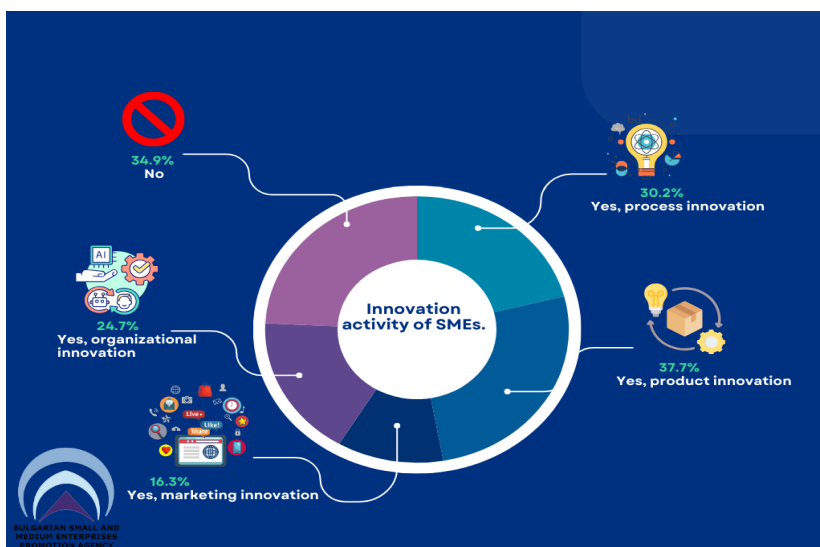 34.9%
No
30.2%
Yes, process innovation
AI
24.7%
Yes, organizational
innovation
Innovation
activity of SMEs.
37.7%
Yes, product innovation
Live
Like!
Share
16.3%
Yes, marketing innovation
BULGARIAN SMALL AND
MEDIUM ENTERPRISES
PROMOTION AGENCY